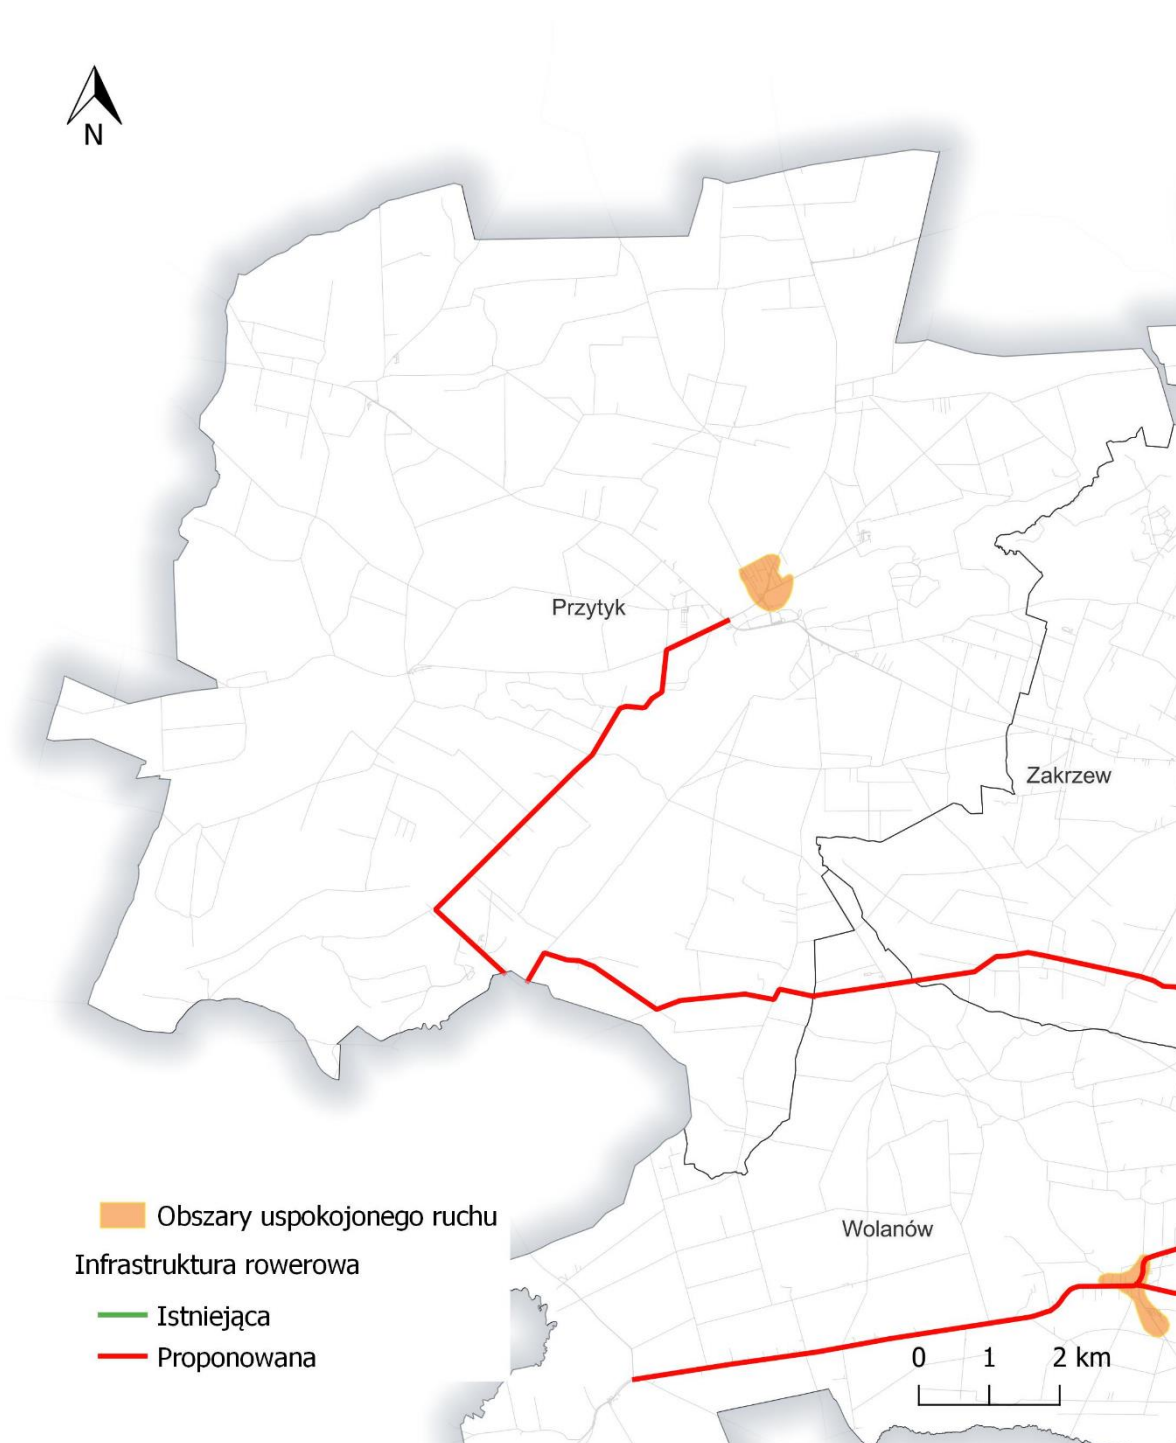 N
Przytyk
Zakrzew
Wolanów
Obszary uspokojonego ruchu
Infrastruktura rowerowa
Istniejąca
Proponowana
0 1 2 km